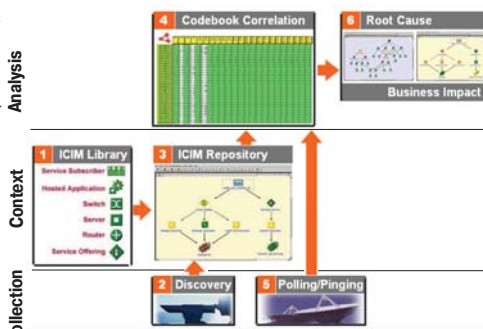 Analysis
4 Codebook Correlation
6 Root Cause
Business Impact
Context
1 ICIM Library
Service Subscriber
Hosted Application
Switch
Server
Router
Service Offering
3 ICIM Repository
ollection
2 Discovery
5 Polling/Pinging